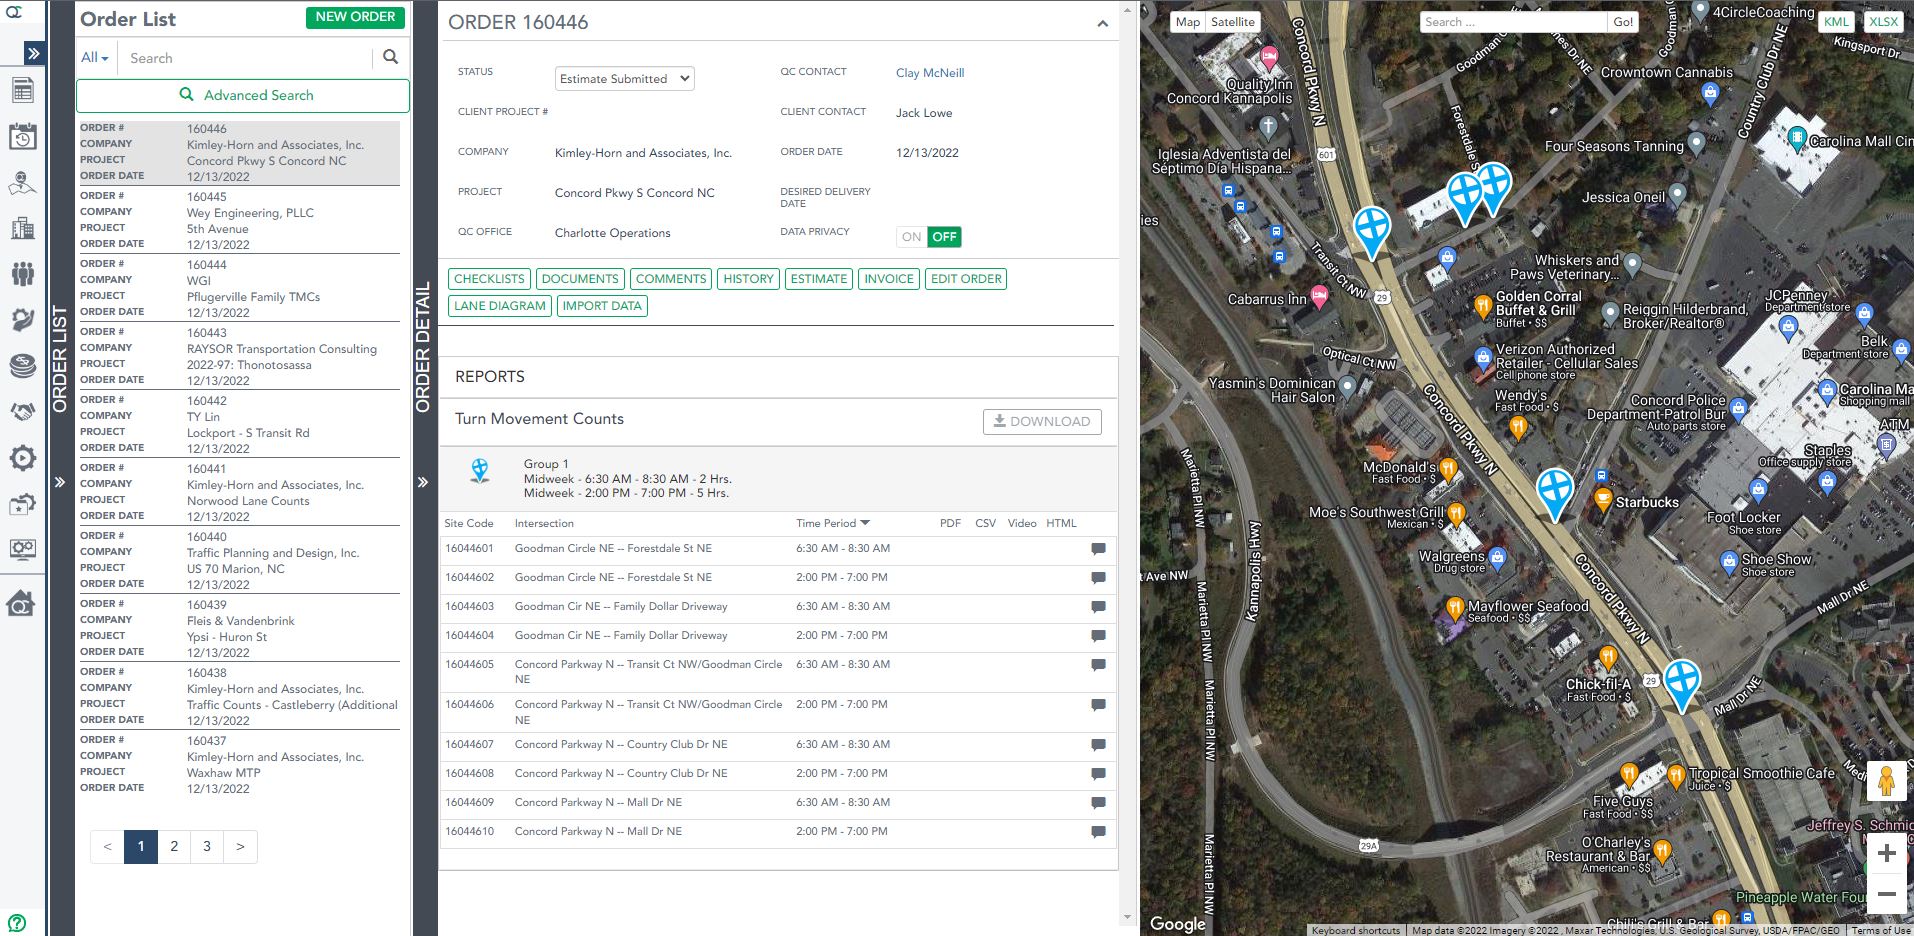 QC
Order List
NEW ORDER
All
Search
Advanced Search
ORDER # 160446
COMPANY Kimley-Horn and Associates, Inc.
PROJECT Concord Pkwy S Concord NC
ORDER DATE 12/13/2022
ORDER # 160445
COMPANY Wey Engineering, PLLC
PROJECT 5th Avenue
ORDER DATE 12/13/2022
ORDER # 160444
COMPANY WGI
PROJECT Pflugerville Family TMCs
ORDER DATE 12/13/2022
ORDER # 160443
COMPANY RAYSOR Transportation Consulting
PROJECT 2022-97: Thonotosassa
ORDER DATE 12/13/2022
ORDER # 160442
COMPANY TY Lin
PROJECT Lockport - S Transit Rd
ORDER DATE 12/13/2022
ORDER # 160441
COMPANY Kimley-Horn and Associates, Inc.
PROJECT Norwood Lane Counts
ORDER DATE 12/13/2022
ORDER # 160440
COMPANY Traffic Planning and Design, Inc.
PROJECT US 70 Marion, NC
ORDER DATE 12/13/2022
ORDER # 160439
COMPANY Fleis & Vandenbrink
PROJECT Ypsi - Huron St
ORDER DATE 12/13/2022
ORDER # 160438
COMPANY Kimley-Horn and Associates, Inc.
PROJECT Traffic Counts - Castleberry (Additional
ORDER DATE 12/13/2022
ORDER # 160437
COMPANY Kimley-Horn and Associates, Inc.
PROJECT Waxhaw MTP
ORDER DATE 12/13/2022
< 1 2 3 >
ORDER LIST
ORDER DETAIL
ORDER 160446
STATUS Estimate Submitted QC CONTACT Clay McNeill
CLIENT PROJECT # CLIENT CONTACT Jack Lowe
COMPANY Kimley-Horn and Associates, Inc. ORDER DATE 12/13/2022
PROJECT Concord Pkwy S Concord NC DESIRED DELIVERY
DATE
QC OFFICE Charlotte Operations DATA PRIVACY ON OFF
CHECKLISTS DOCUMENTS COMMENTS HISTORY ESTIMATE INVOICE EDIT ORDER
LANE DIAGRAM IMPORT DATA
REPORTS
Turn Movement Counts DOWNLOAD
Group 1
Midweek - 6:30 AM - 8:30 AM - 2 Hrs.
Midweek - 2:00 PM - 7:00 PM - 5 Hrs.
Site Code Intersection Time Period PDF CSV Video HTML
16044601 Goodman Circle NE -- Forestdale St NE 6:30 AM - 8:30 AM
16044602 Goodman Circle NE -- Forestdale St NE 2:00 PM - 7:00 PM
16044603 Goodman Cir NE -- Family Dollar Driveway 6:30 AM - 8:30 AM
16044604 Goodman Cir NE -- Family Dollar Driveway 2:00 PM - 7:00 PM
16044605 Concord Parkway N -- Transit Ct NW/Goodman Circle 6:30 AM - 8:30 AM
NE
16044606 Concord Parkway N -- Transit Ct NW/Goodman Circle 2:00 PM - 7:00 PM
NE
16044607 Concord Parkway N -- Country Club Dr NE 6:30 AM - 8:30 AM
16044608 Concord Parkway N -- Country Club Dr NE 2:00 PM - 7:00 PM
16044609 Concord Parkway N -- Mall Dr NE 6:30 AM - 8:30 AM
16044610 Concord Parkway N -- Mall Dr NE 2:00 PM - 7:00 PM
Map Satellite
Search ... Go!
KML XLSX
4CircleCoaching
Kingsport Dr
Concord Pkwy N
Country Club Dr NE
Crowntown Cannabis
Quality Inn
Concord Kannapolis
601
Four Seasons Tanning
Carolina Mall Cin
Iglesia Adventista del
Séptimo Día Hispana...
Jessica Oneil
ies
Transit Ct NW
Whiskers and
Paws Veterinary...
Cabarrus Inn
29
Golden Corral
Buffet & Grill
Buffet • $$
Reiggin Hilderbrand,
Broker/Realtor®
JCPenney
Department store
Belk
Department store
Optical Ct NW
Verizon Authorized
Retailer - Cellular Sales
Cell phone store
Yasmin's Dominican
Hair Salon
Concord Pkwy N
Wendy's
Fast Food • $
Concord Police
Department-Patrol Bur
Auto parts store
Carolina Ma
Shopping mall
ATM
McDonald's
Fast Food • $
Staples
Office supply store
Marietta Pl NW
Starbucks
Moe's Southwest Grill
Mexican • $
Foot Locker
Shoe store
Walgreens
Drug store
Shoe Show
Shoe store
Kannapolis Hwy
t Ave NW
Concord Pkwy N
Mall Dr NE
Mayflower Seafood
Seafood • $$
Marietta Pl NW
Chick-fil-A
Fast Food • $
29
Mall Dr NE
Marietta Pl NW
Tropical Smoothie Cafe
Juice • $
Five Guys
Fast Food • $$
29A
O'Charley's
Restaurant & Bar
American • $$
Jeffrey S. Schmid
Marietta Pl NW
Pineapple Water Fou
Chili's Grill & Bar
Google
Keyboard shortcuts Map data ©2022 Imagery ©2022 , Maxar Technologies, U.S. Geological Survey, USDA/FPAC/GEO Terms of Use